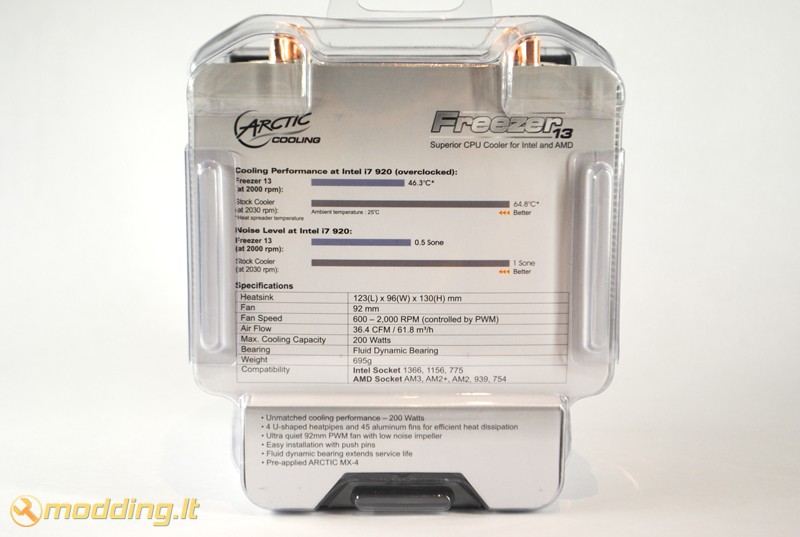 ARCTIC
COOLING
Freezer 13
Superior CPU Cooler for Intel and AMD
Cooling Performance at Intel i7 920 (overclocked):
Freezer 13
(at 2000 rpm):
46.3°C*
Stock Cooler
(at 2030 rpm):
64.8°C*
*Heat spreader temperature
Ambient temperature : 25°C
Better
Noise Level at Intel i7 920:
Freezer 13
(at 2000 rpm):
0.5 Sone
Stock Cooler
(at 2030 rpm):
1 Sone
Better
Specifications
Heatsink 123(L) x 96(W) x 130(H) mm
Fan 92 mm
Fan Speed 600 – 2,000 RPM (controlled by PWM)
Air Flow 36.4 CFM / 61.8 m³/h
Max. Cooling Capacity 200 Watts
Bearing Fluid Dynamic Bearing
Weight 695g
Compatibility Intel Socket 1366, 1156, 775
AMD Socket AM3, AM2+, AM2, 939, 754
• Unmatched cooling performance – 200 Watts
• 4 U-shaped heatpipes and 45 aluminum fins for efficient heat dissipation
• Ultra quiet 92mm PWM fan with low noise impeller
• Easy installation with push pins
• Fluid dynamic bearing extends service life
• Pre-applied ARCTIC MX-4
modding.lt